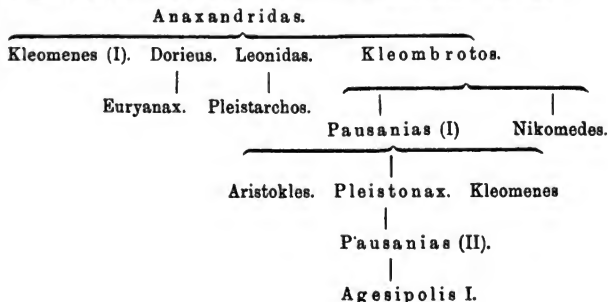 Anaxandridas.
Kleomenes (I). Dorieus. Leonidas. Kleombrotos.
Euryanax. Pleistarchos.
Pausanias (I) Nikomedes.
Aristokles. Pleistonax. Kleomenes
Pausanias (II).
Agesipolis I.